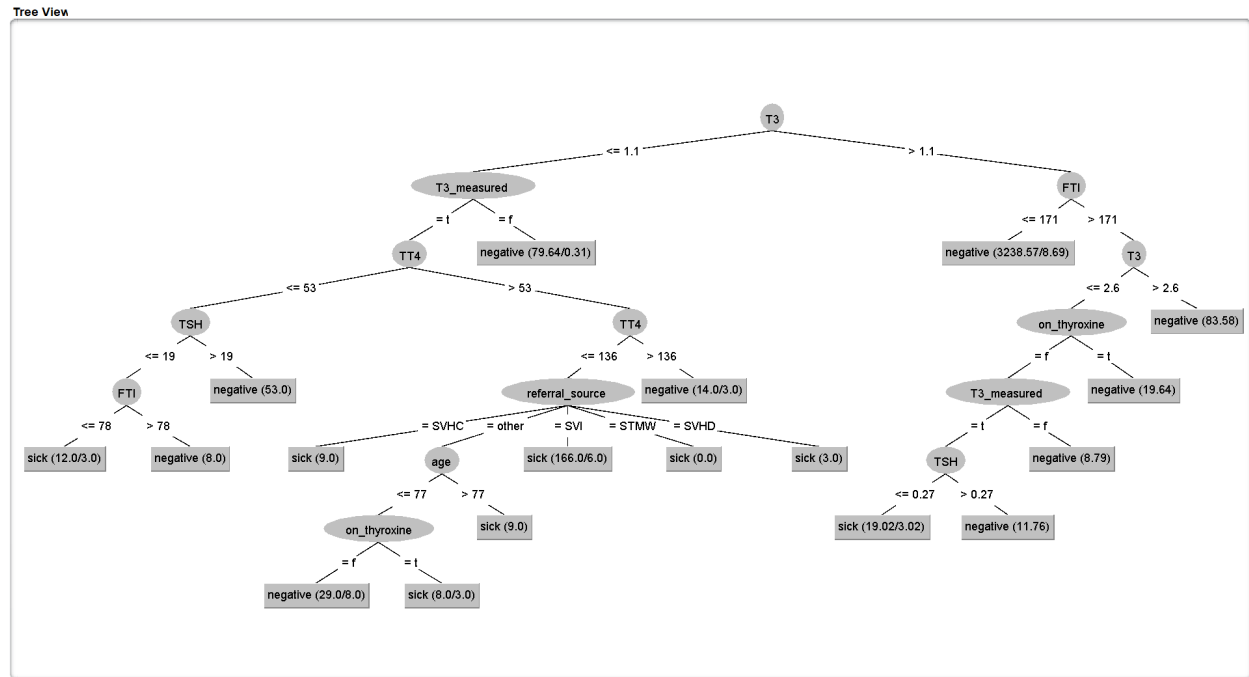 Tree View
T3
<= 1.1 > 1.1
T3_measured FTI
= t = f <= 171 > 171
TT4 negative (79.64/0.31) negative (3238.57/8.69) T3
<= 53 > 53 <= 2.6 > 2.6
TSH TT4 on_thyroxine negative (83.58)
<= 19 > 19 <= 136 > 136 = f = t
FTI negative (53.0) referral_source negative (14.0/3.0) T3_measured negative (19.64)
<= 78 > 78 = SVHC = other = SVI = STMW = SVHD = t = f
sick (12.0/3.0) negative (8.0) sick (9.0) age sick (166.0/6.0) sick (0.0) sick (3.0) TSH negative (8.79)
<= 77 > 77 <= 0.27 > 0.27
on_thyroxine sick (9.0) sick (19.02/3.02) negative (11.76)
= f = t
negative (29.0/8.0) sick (8.0/3.0)